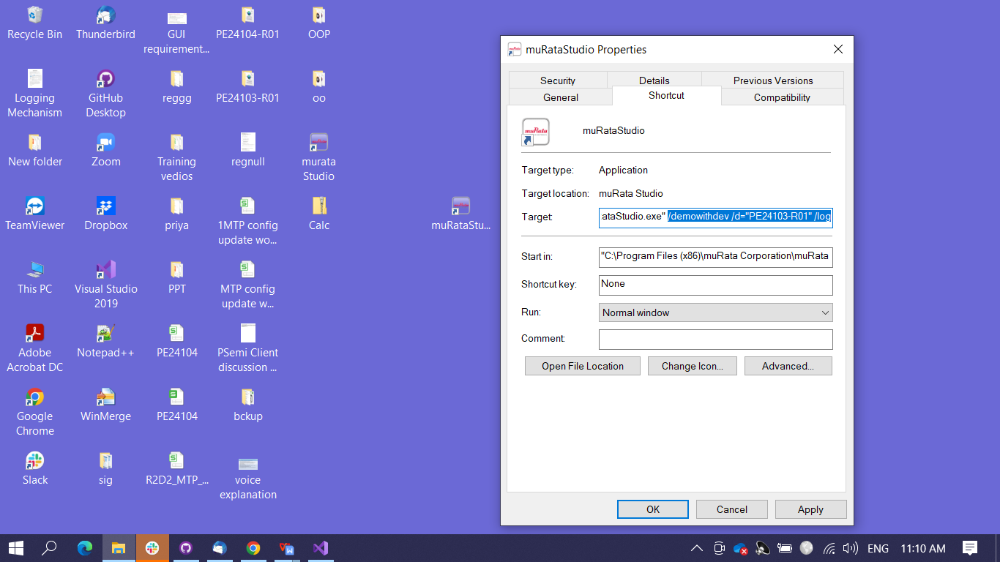 Recycle Bin
Thunderbird
GUI
requirement...
PE24104-R01
OOP
Logging
Mechanism
GitHub
Desktop
reggg
PE24103-R01
oo
New folder
Zoom
Training
vedios
regnull
murata
Studio
TeamViewer
Dropbox
priya
1MTP config
update wo...
Calc
muRataStu...
This PC
Visual Studio
2019
PPT
MTP config
update w...
Adobe
Acrobat DC
Notepad++
PE24104
PSemi Client
discussion ...
Google
Chrome
WinMerge
PE24104
bckup
Slack
sig
R2D2_MTP_...
voice
explanation
muRataStudio Properties
Security
Details
Previous Versions
General
Shortcut
Compatibility
muRata
muRataStudio
Target type:
Application
Target location:
muRata Studio
Target:
ataStudio.exe" /demowithdev /d="PE24103-R01" /log
Start in:
"C:\Program Files (x86)\muRata Corporation\muRata
Shortcut key:
None
Run:
Normal window
Comment:
Open File Location
Change Icon...
Advanced...
OK
Cancel
Apply
ENG
11:10 AM